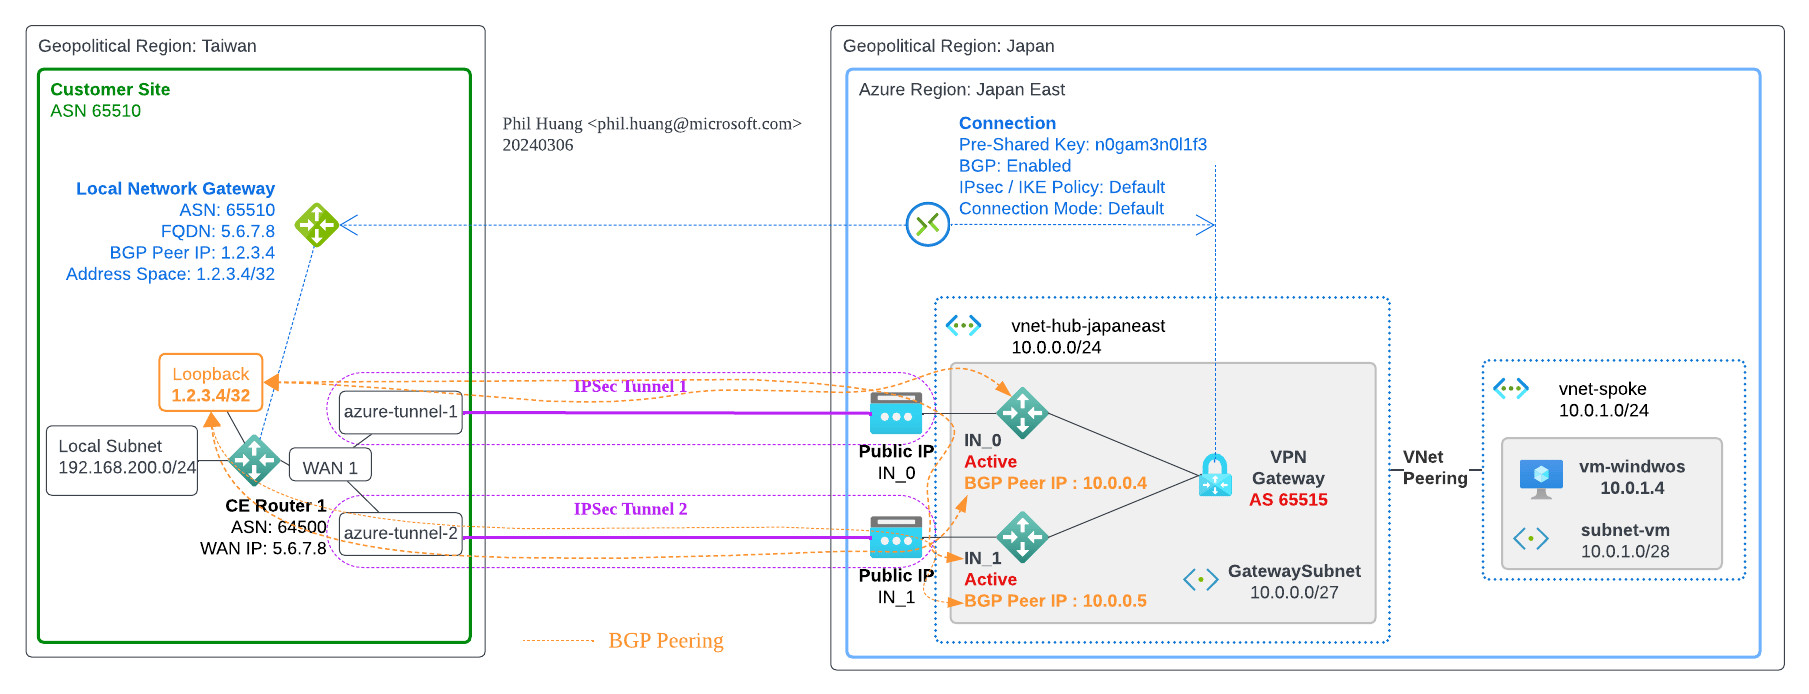 Geopolitical Region: Taiwan
Customer Site
ASN 65510
Local Network Gateway
ASN: 65510
FQDN: 5.6.7.8
BGP Peer IP: 1.2.3.4
Address Space: 1.2.3.4/32
Loopback
1.2.3.4/32
Local Subnet
192.168.200.0/24
WAN 1
CE Router 1
ASN: 64500
WAN IP: 5.6.7.8
azure-tunnel-1
azure-tunnel-2
Phil Huang <phil.huang@microsoft.com>
20240306
IPSec Tunnel 1
IPSec Tunnel 2
BGP Peering
Geopolitical Region: Japan
Azure Region: Japan East
Connection
Pre-Shared Key: n0gam3n0l1f3
BGP: Enabled
IPsec / IKE Policy: Default
Connection Mode: Default
vnet-hub-japaneast
10.0.0.0/24
Public IP
IN_0
IN_0
Active
BGP Peer IP : 10.0.0.4
Public IP
IN_1
IN_1
Active
BGP Peer IP : 10.0.0.5
VPN
Gateway
AS 65515
GatewaySubnet
10.0.0.0/27
VNet
Peering
vnet-spoke
10.0.1.0/24
vm-windwos
10.0.1.4
subnet-vm
10.0.1.0/28